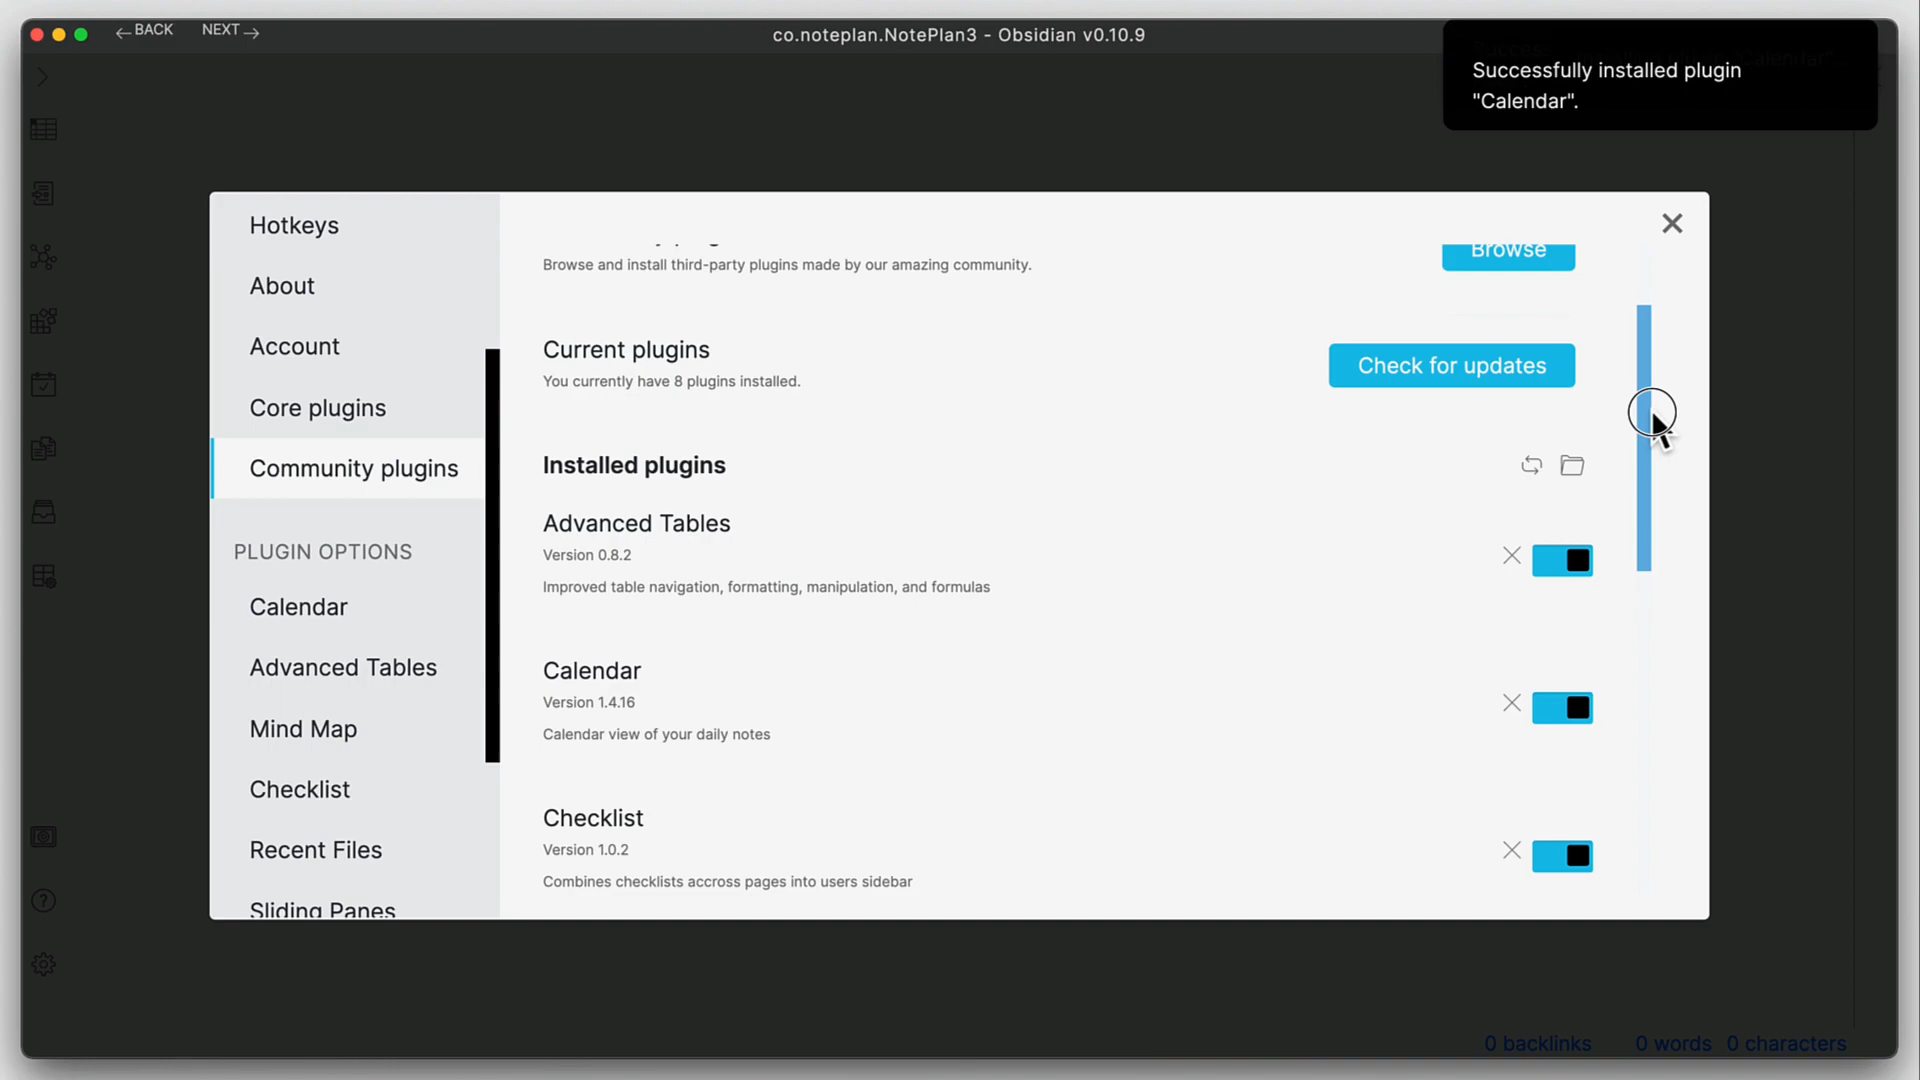 BACK NEXT
co.noteplan.NotePlan3 - Obsidian v0.10.9
Successfully installed plugin
"Calendar".
Hotkeys
About
Account
Core plugins
Community plugins
PLUGIN OPTIONS
Calendar
Advanced Tables
Mind Map
Checklist
Recent Files
Sliding Panes
Browse
Browse and install third-party plugins made by our amazing community.
Current plugins
You currently have 8 plugins installed.
Check for updates
Installed plugins
Advanced Tables
Version 0.8.2
Improved table navigation, formatting, manipulation, and formulas
Calendar
Version 1.4.16
Calendar view of your daily notes
Checklist
Version 1.0.2
Combines checklists accross pages into users sidebar
0 backlinks 0 words 0 characters